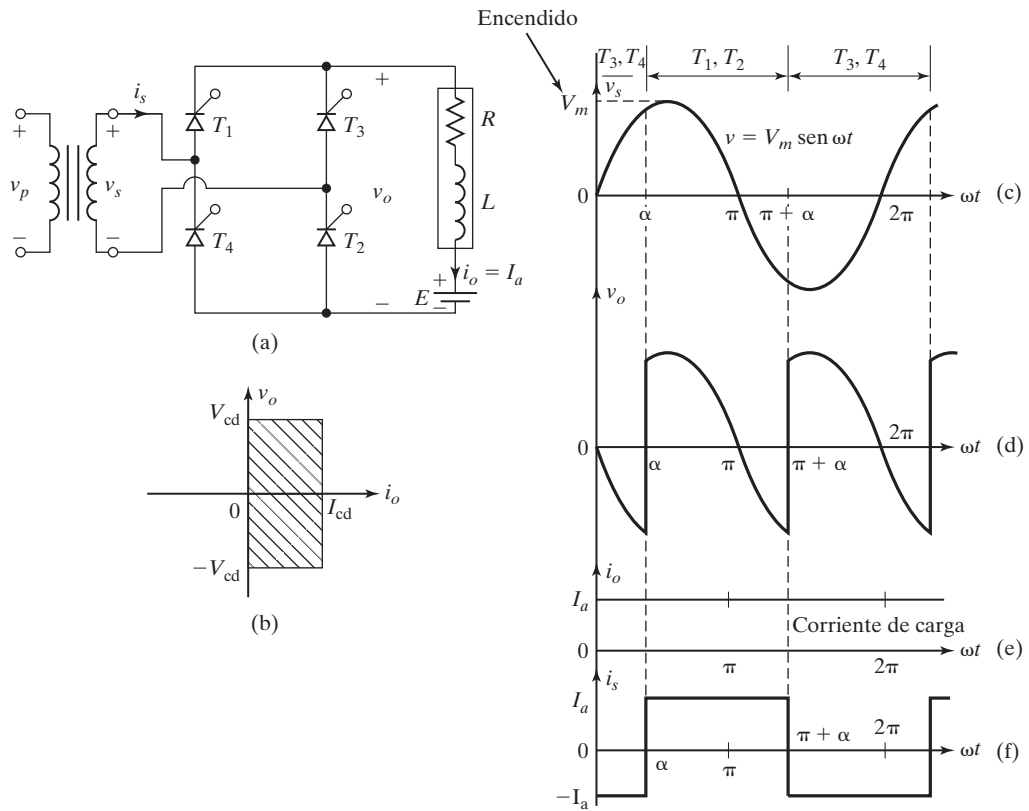 Encendido
T3, T4
T1, T2
T3, T4
is
T1
T3
T4
T2
+
+
+
−
−
−
vp
vs
vo
R
L
io = Ia
+
E
−
(a)
vs
Vm
v = Vm sen ωt
0
α
π
π + α
2π
ωt
(c)
vo
0
α
π
π + α
2π
ωt
(d)
Vcd
vo
0
Icd
io
−Vcd
(b)
io
Ia
Corriente de carga
0
π
2π
ωt
(e)
is
Ia
0
α
π
π + α
2π
ωt
(f)
−Ia